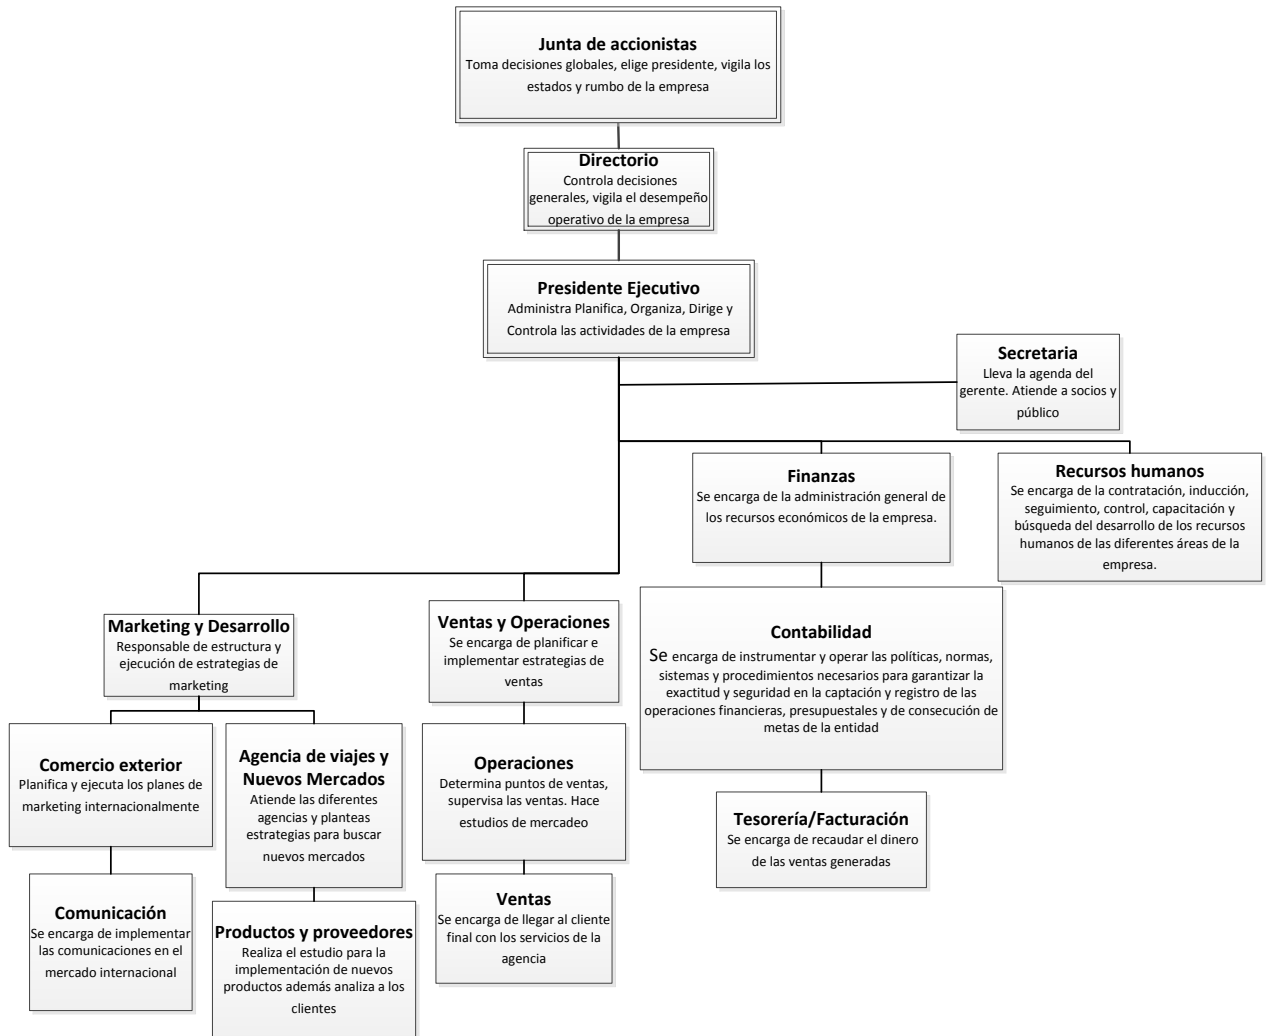 Junta de accionistas
Toma decisiones globales, elige presidente, vigila los
estados y rumbo de la empresa
Directorio
Controla decisiones
generales, vigila el desempeño
operativo de la empresa
Presidente Ejecutivo
Administra Planifica, Organiza, Dirige y
Controla las actividades de la empresa
Secretaria
Lleva la agenda del
gerente. Atiende a socios y
público
Finanzas
Se encarga de la administración general de
los recursos económicos de la empresa.
Recursos humanos
Se encarga de la contratación, inducción,
seguimiento, control, capacitación y
búsqueda del desarrollo de los recursos
humanos de las diferentes áreas de la
empresa.
Marketing y Desarrollo
Responsable de estructura y
ejecución de estrategias de
marketing
Ventas y Operaciones
Se encarga de planificar e
implementar estrategias de
ventas
Contabilidad
Se encarga de instrumentar y operar las políticas, normas,
sistemas y procedimientos necesarios para garantizar la
exactitud y seguridad en la captación y registro de las
operaciones financieras, presupuestales y de consecución de
metas de la entidad
Comercio exterior
Planifica y ejecuta los planes de
marketing internacionalmente
Agencia de viajes y
Nuevos Mercados
Atiende las diferentes
agencias y planteas
estrategias para buscar
nuevos mercados
Operaciones
Determina puntos de ventas,
supervisa las ventas. Hace
estudios de mercadeo
Tesorería/Facturación
Se encarga de recaudar el dinero
de las ventas generadas
Comunicación
Se encarga de implementar
las comunicaciones en el
mercado internacional
Productos y proveedores
Realiza el estudio para la
implementación de nuevos
productos además analiza a los
clientes
Ventas
Se encarga de llegar al cliente
final con los servicios de la
agencia